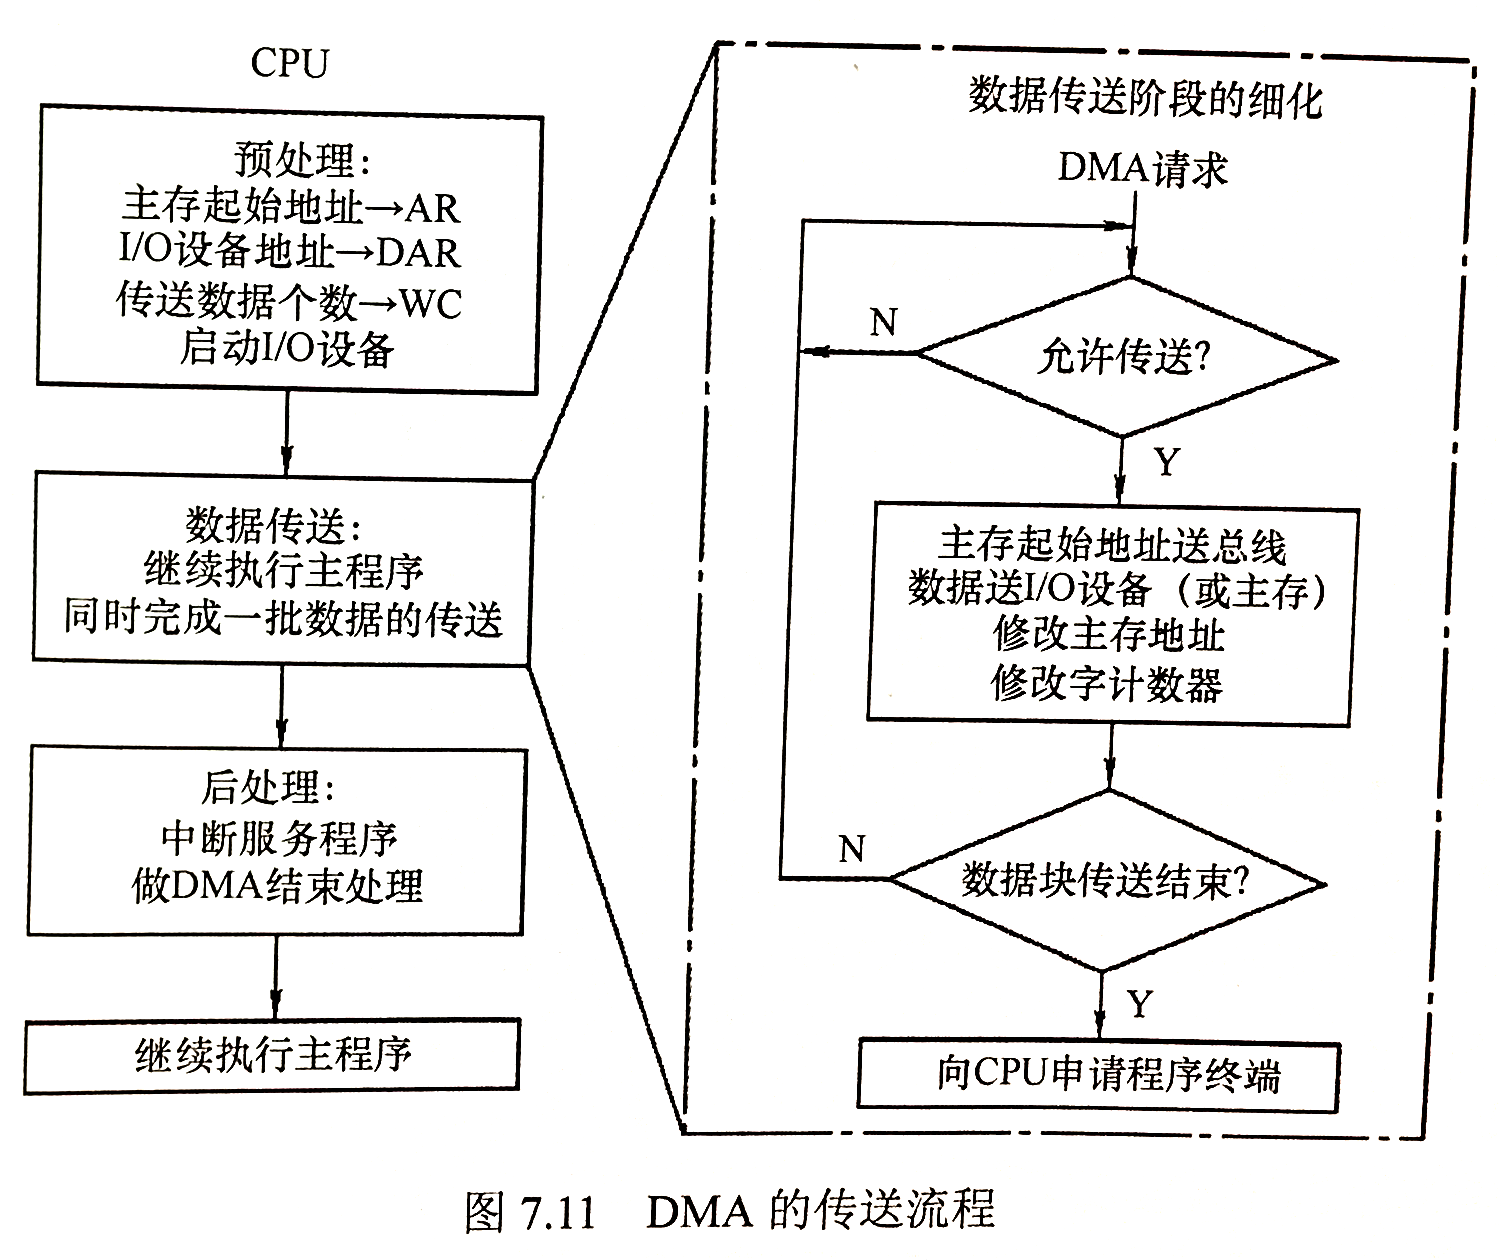 CPU
预处理：
主存起始地址→AR
I/O设备地址→DAR
传送数据个数→WC
启动I/O设备
数据传送：
继续执行主程序
同时完成一批数据的传送
后处理：
中断服务程序
做DMA结束处理
继续执行主程序
数据传送阶段的细化
DMA请求
允许传送？
N
Y
主存起始地址送总线
数据送I/O设备（或主存）
修改主存地址
修改字计数器
数据块传送结束？
N
Y
向CPU申请程序终端
图 7.11 DMA 的传送流程